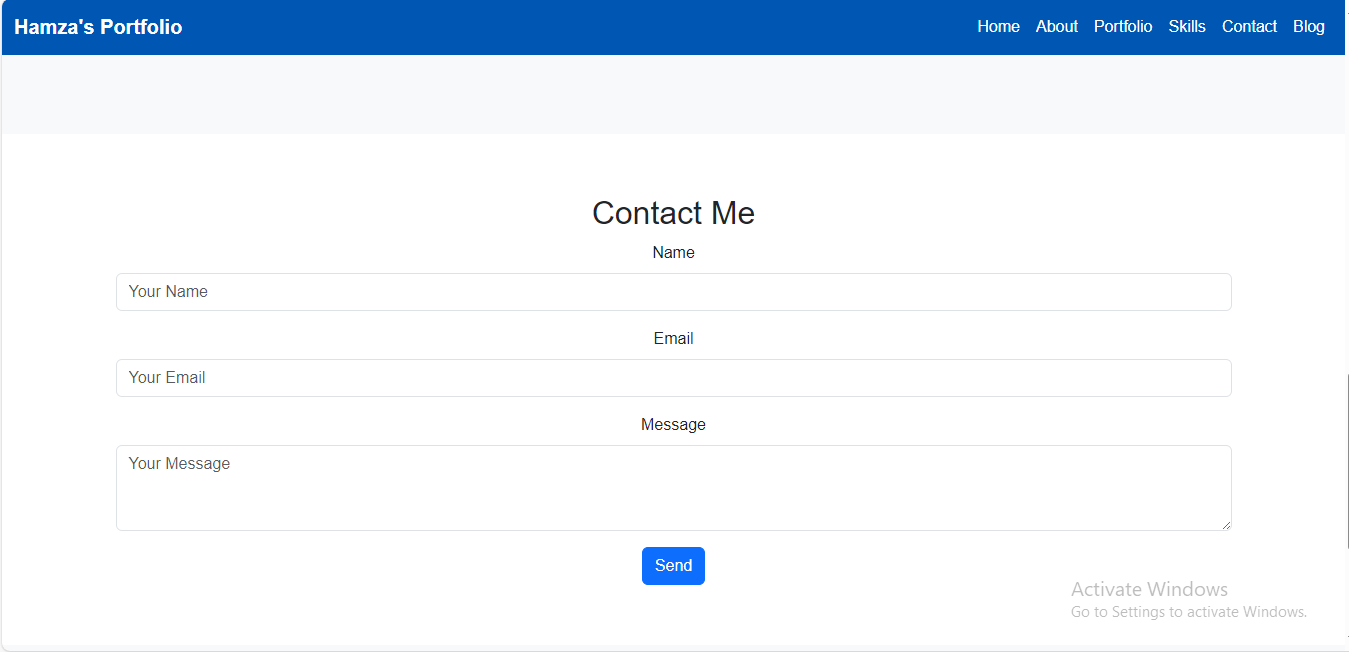 Hamza's Portfolio
Home About Portfolio Skills Contact Blog
Contact Me
Name
Your Name
Email
Your Email
Message
Your Message
Send
Activate Windows
Go to Settings to activate Windows.